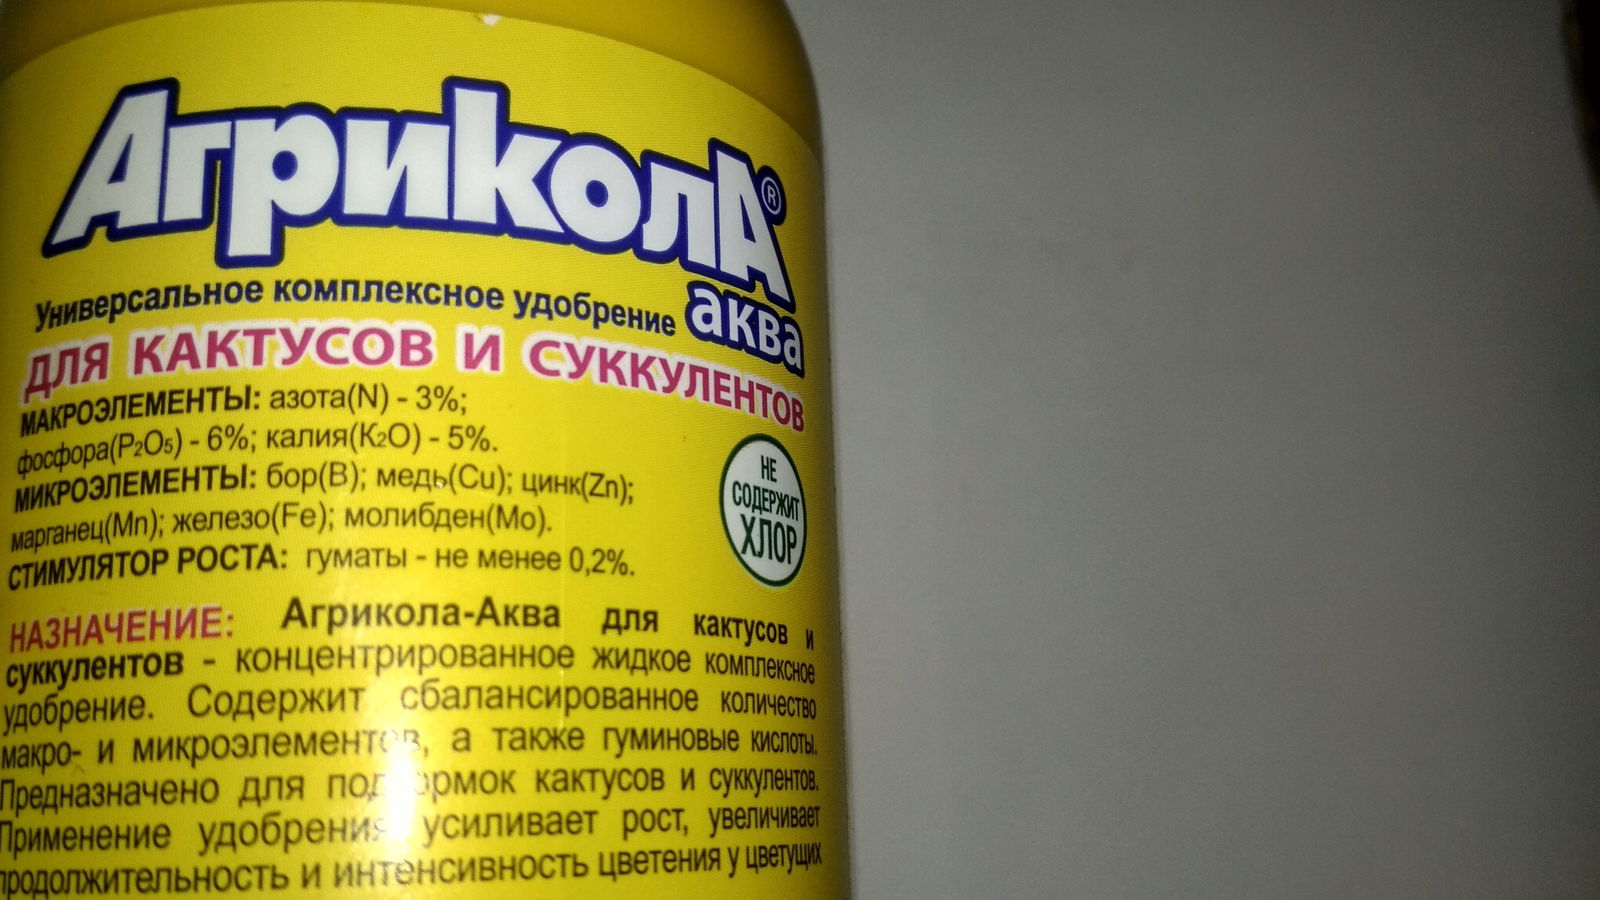 АгриколА®
аква
Универсальное комплексное удобрение
ДЛЯ КАКТУСОВ И СУККУЛЕНТОВ
МАКРОЭЛЕМЕНТЫ: азота(N) - 3%;
фосфора(P₂O₅) - 6%; калия(K₂O) - 5%.
МИКРОЭЛЕМЕНТЫ: бор(B); медь(Cu); цинк(Zn);
марганец(Mn); железо(Fe); молибден(Mo).
СТИМУЛЯТОР РОСТА: гуматы - не менее 0,2%.
НЕ
СОДЕРЖИТ
ХЛОР
НАЗНАЧЕНИЕ: Агрикола-Аква для кактусов и
суккулентов - концентрированное жидкое комплексное
удобрение. Содержит сбалансированное количество
макро- и микроэлементов, а также гуминовые кислоты.
Предназначено для подкормок кактусов и суккулентов.
Применение удобрения усиливает рост, увеличивает
продолжительность и интенсивность цветения у цветущих